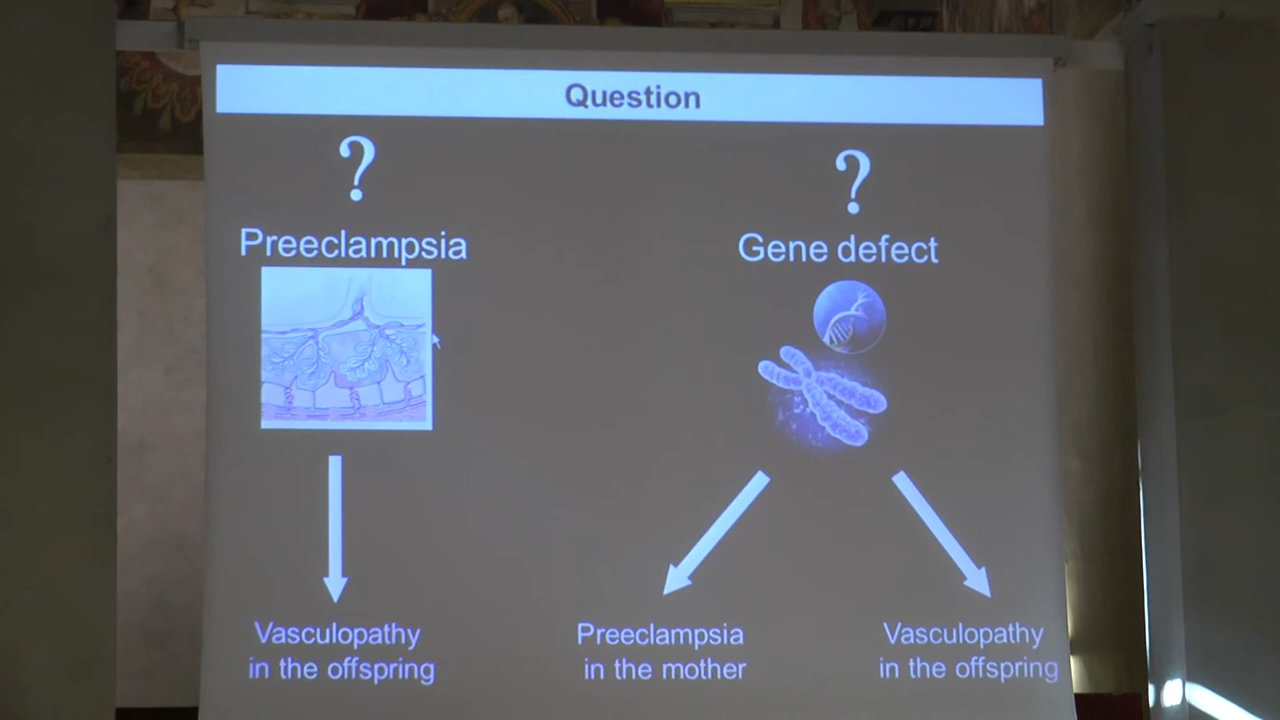 Question
?
Preeclampsia
Vasculopathy
in the offspring
?
Gene defect
Preeclampsia
in the mother
Vasculopathy
in the offspring